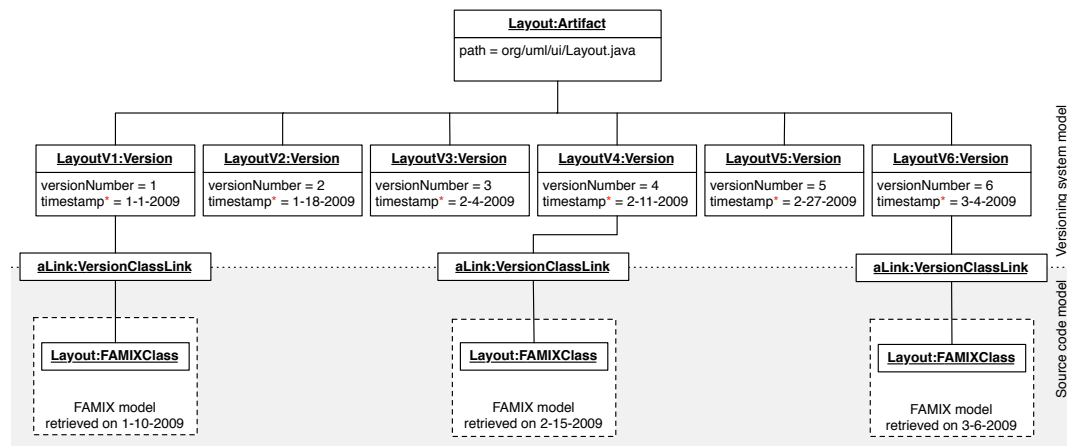 Layout:Artifact
path = org/uml/ui/Layout.java
LayoutV1:Version
versionNumber = 1
timestamp* = 1-1-2009
LayoutV2:Version
versionNumber = 2
timestamp* = 1-18-2009
LayoutV3:Version
versionNumber = 3
timestamp* = 2-4-2009
LayoutV4:Version
versionNumber = 4
timestamp* = 2-11-2009
LayoutV5:Version
versionNumber = 5
timestamp* = 2-27-2009
LayoutV6:Version
versionNumber = 6
timestamp* = 3-4-2009
Versioning system model
aLink:VersionClassLink
aLink:VersionClassLink
aLink:VersionClassLink
Source code model
Layout:FAMIXClass
FAMIX model
retrieved on 1-10-2009
Layout:FAMIXClass
FAMIX model
retrieved on 2-15-2009
Layout:FAMIXClass
FAMIX model
retrieved on 3-6-2009